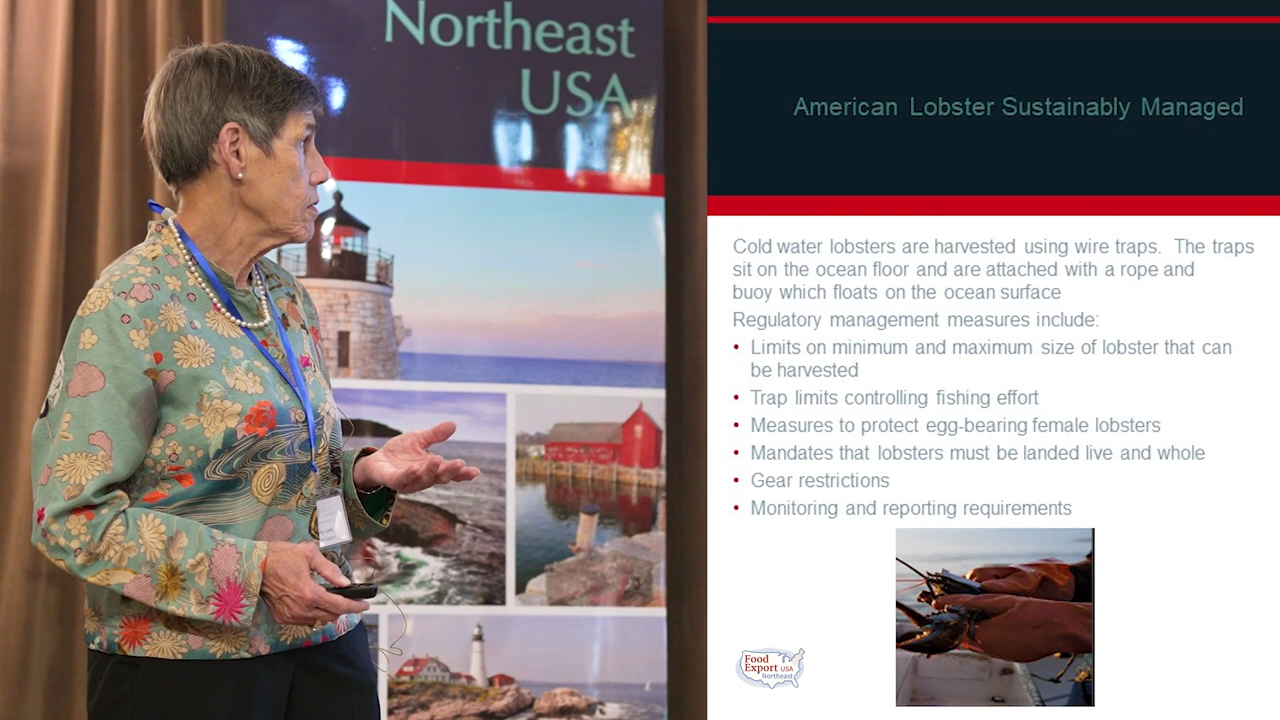 Northeast
USA
American Lobster Sustainably Managed
Cold water lobsters are harvested using wire traps. The traps
sit on the ocean floor and are attached with a rope and
buoy which floats on the ocean surface
Regulatory management measures include:
• Limits on minimum and maximum size of lobster that can
be harvested
• Trap limits controlling fishing effort
• Measures to protect egg-bearing female lobsters
• Mandates that lobsters must be landed live and whole
• Gear restrictions
• Monitoring and reporting requirements
Food
Export USA
Northeast